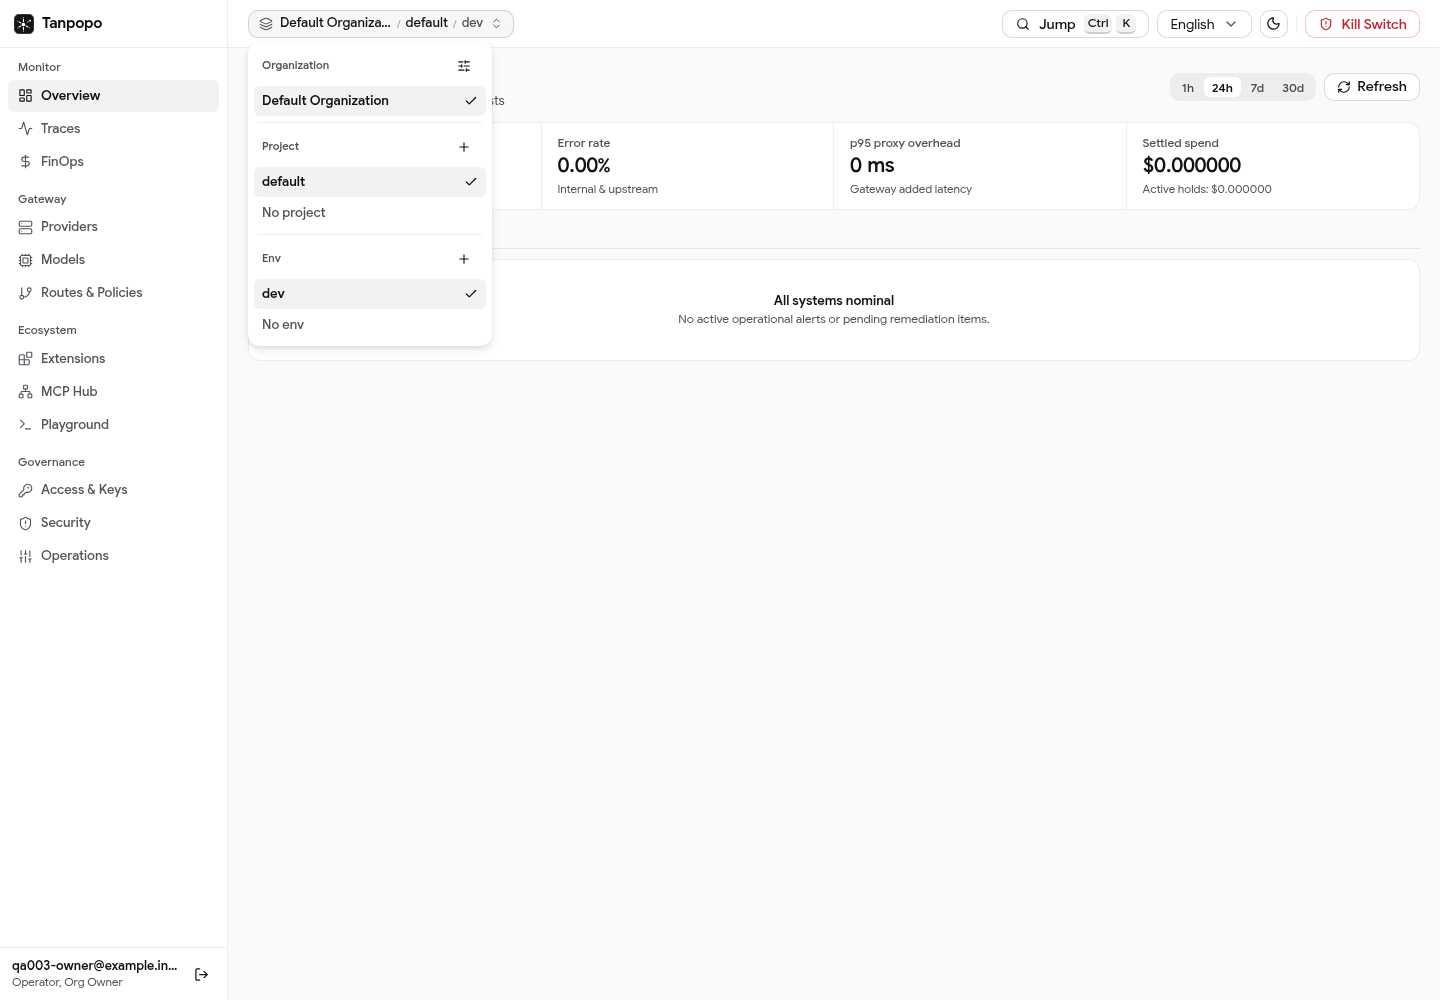 Tanpopo
Default Organiza... / default / dev
Jump Ctrl K
English
Kill Switch
Monitor
Overview
Traces
FinOps
Gateway
Providers
Models
Routes & Policies
Ecosystem
Extensions
MCP Hub
Playground
Governance
Access & Keys
Security
Operations
qa003-owner@example.in...
Operator, Org Owner
Organization
Default Organization
Project
default
No project
Env
dev
No env
1h 24h 7d 30d
Refresh
Error rate
0.00%
Internal & upstream
p95 proxy overhead
0 ms
Gateway added latency
Settled spend
$0.000000
Active holds: $0.000000
All systems nominal
No active operational alerts or pending remediation items.